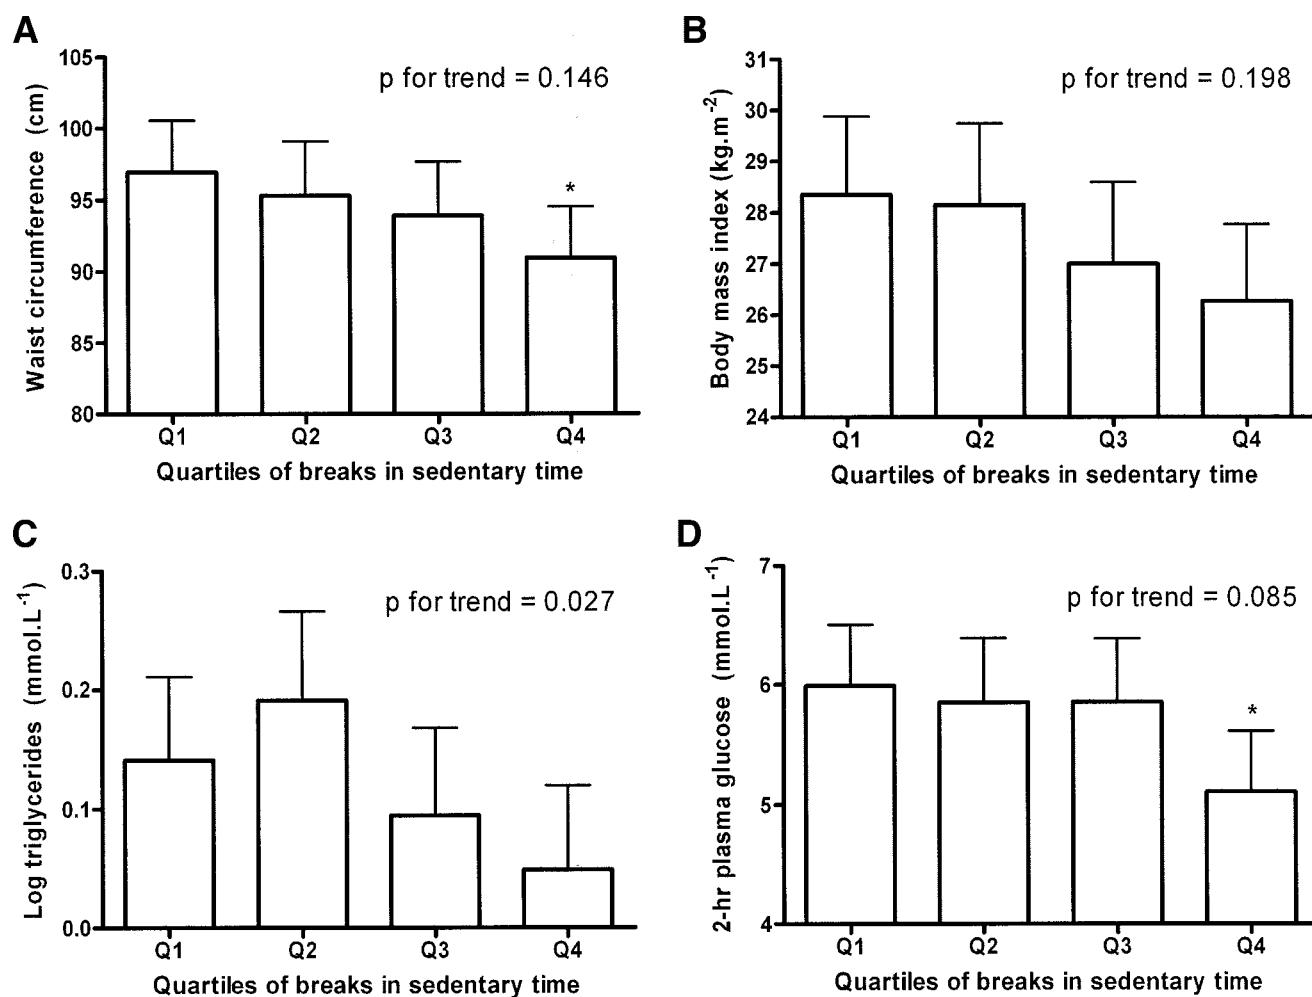 A
B
p for trend = 0.146
p for trend = 0.198
Waist circumference (cm)
105
100
95
90
85
80
*
Q1 Q2 Q3 Q4
Quartiles of breaks in sedentary time
Body mass index (kg.m⁻²)
31
30
29
28
27
26
25
24
Q1 Q2 Q3 Q4
Quartiles of breaks in sedentary time
C
D
p for trend = 0.027
p for trend = 0.085
Log triglycerides (mmol.L⁻¹)
0.3
0.2
0.1
0.0
Q1 Q2 Q3 Q4
Quartiles of breaks in sedentary time
2-hr plasma glucose (mmol.L⁻¹)
7
6
5
4
*
Q1 Q2 Q3 Q4
Quartiles of breaks in sedentary time